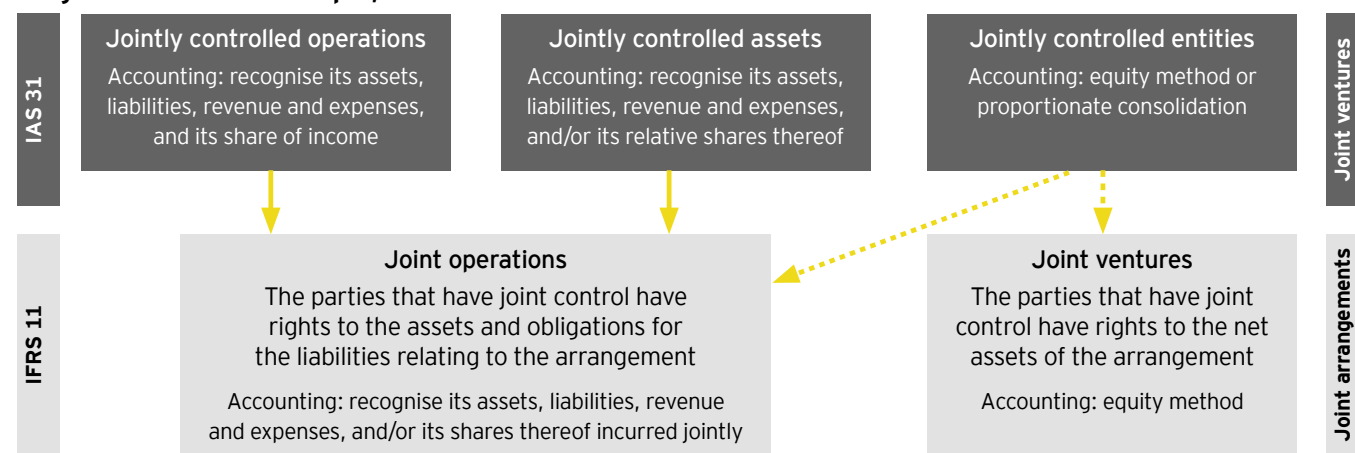 IAS 31
Jointly controlled operations
Accounting: recognise its assets,
liabilities, revenue and expenses,
and its share of income
Jointly controlled assets
Accounting: recognise its assets,
liabilities, revenue and expenses,
and/or its relative shares thereof
Jointly controlled entities
Accounting: equity method or
proportionate consolidation
Joint ventures
IFRS 11
Joint operations
The parties that have joint control have
rights to the assets and obligations for
the liabilities relating to the arrangement
Accounting: recognise its assets, liabilities, revenue
and expenses, and/or its shares thereof incurred jointly
Joint ventures
The parties that have joint
control have rights to the net
assets of the arrangement
Accounting: equity method
Joint arrangements